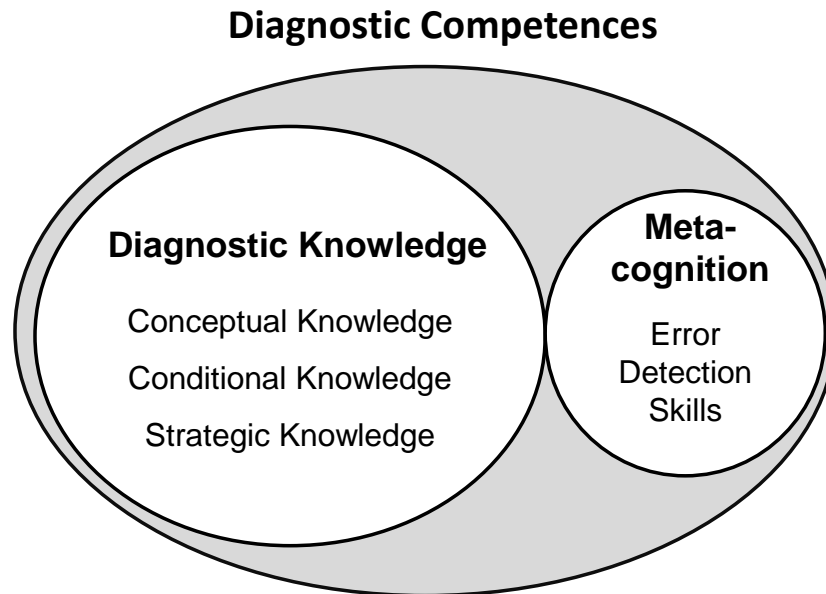 Diagnostic Competences
Diagnostic Knowledge
Conceptual Knowledge
Conditional Knowledge
Strategic Knowledge
Meta-
cognition
Error
Detection
Skills